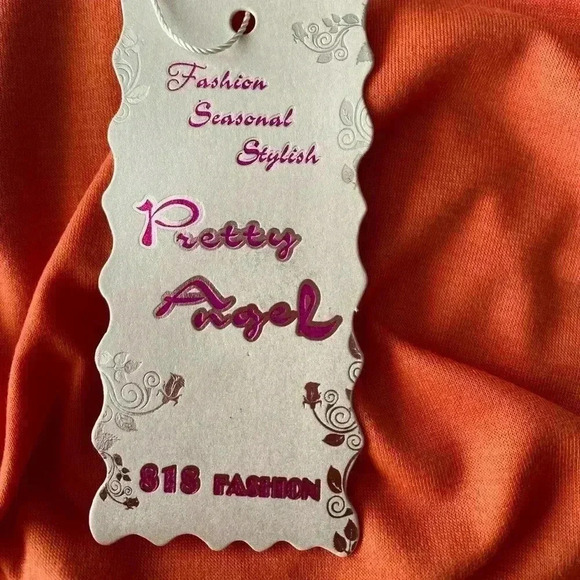 Fashion
Seasonal
Stylish
Pretty
Angel
818 FASHION